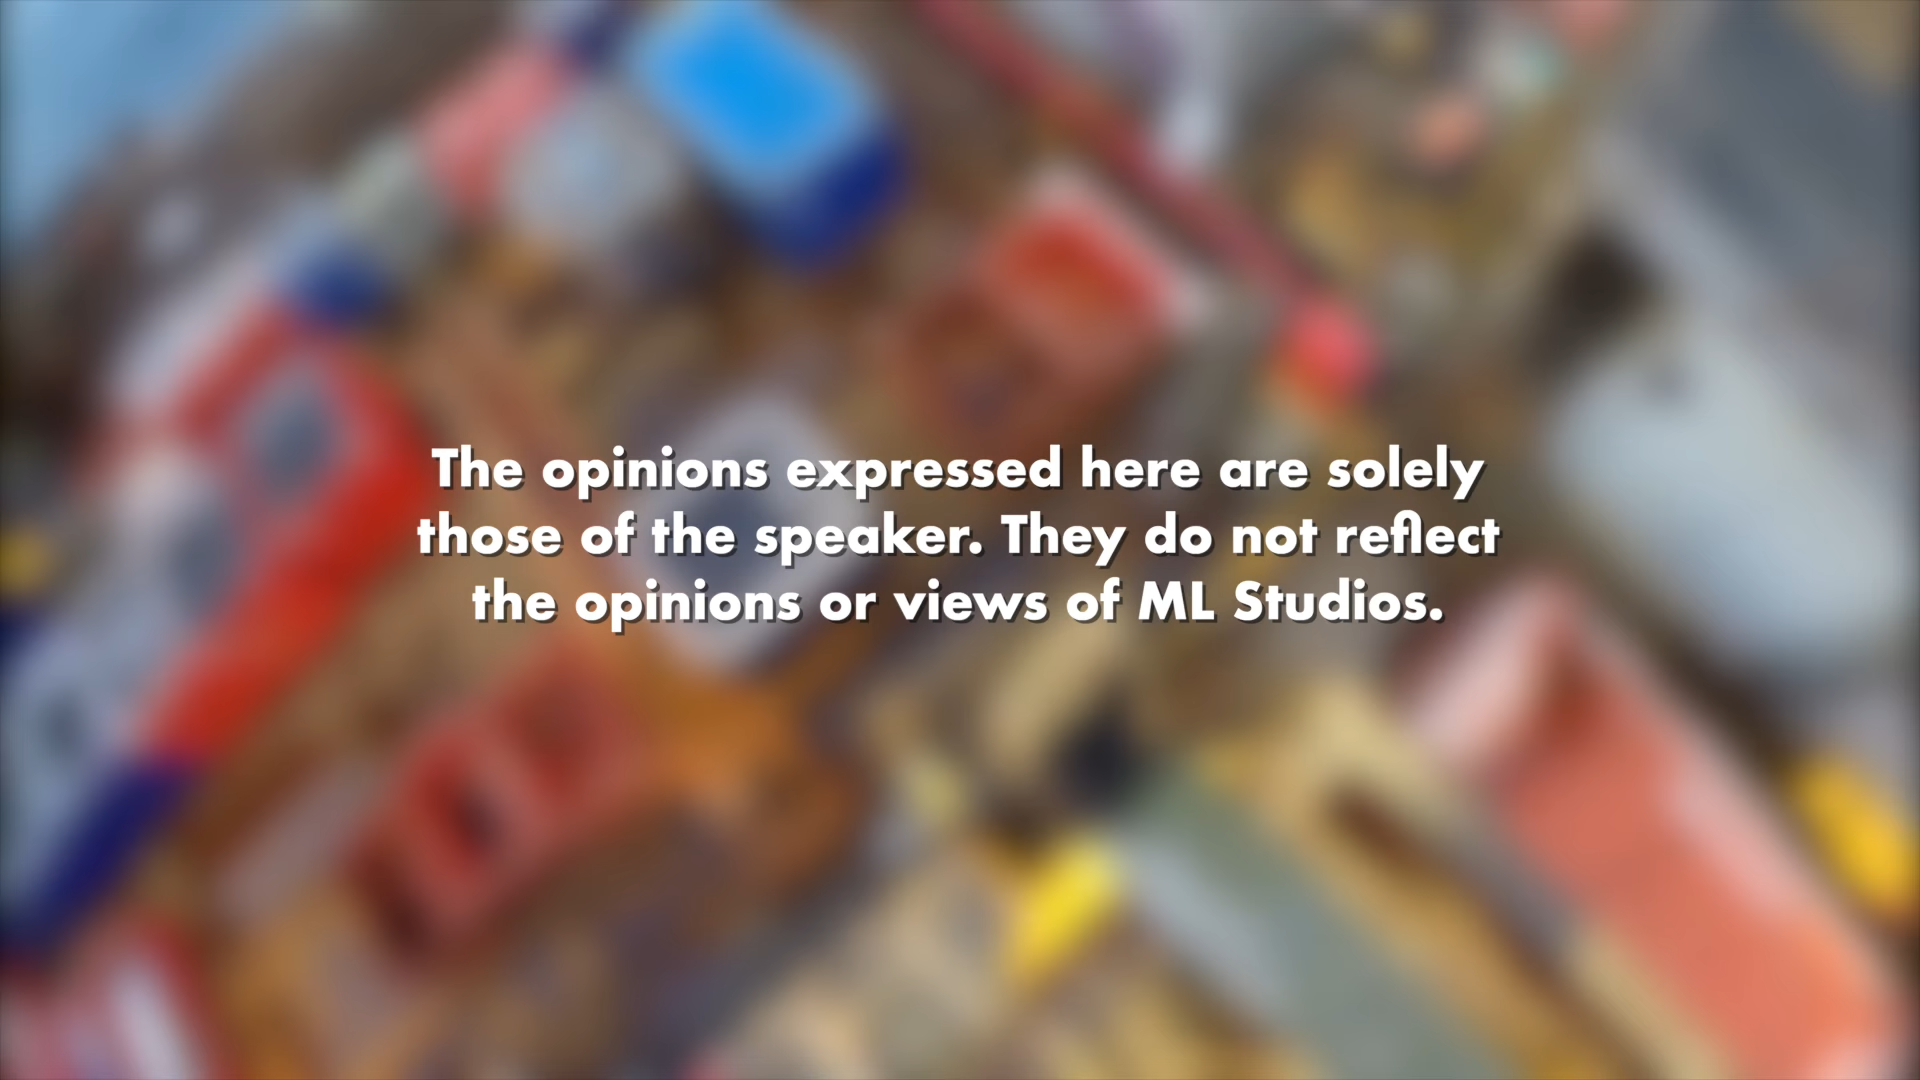 The opinions expressed here are solely
those of the speaker. They do not reflect
the opinions or views of ML Studios.